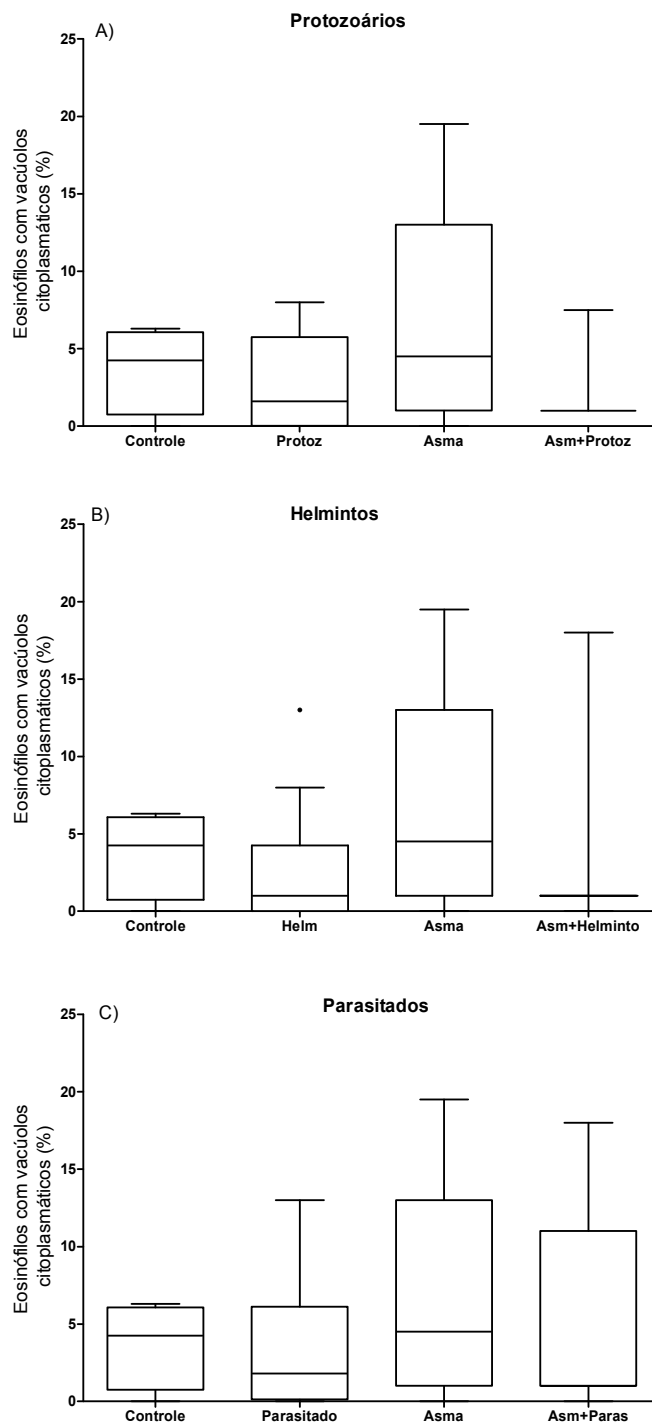 A)
Protozoários
Eosinófilos com vacúolos
citoplasmáticos (%)
25
20
15
10
5
0
Controle Protoz Asma Asm+Protoz
B)
Helmintos
Eosinófilos com vacúolos
citoplasmáticos (%)
25
20
15
10
5
0
Controle Helm Asma Asm+Helminto
C)
Parasitados
Eosinófilos com vacúolos
citoplasmáticos (%)
25
20
15
10
5
0
Controle Parasitado Asma Asm+Paras